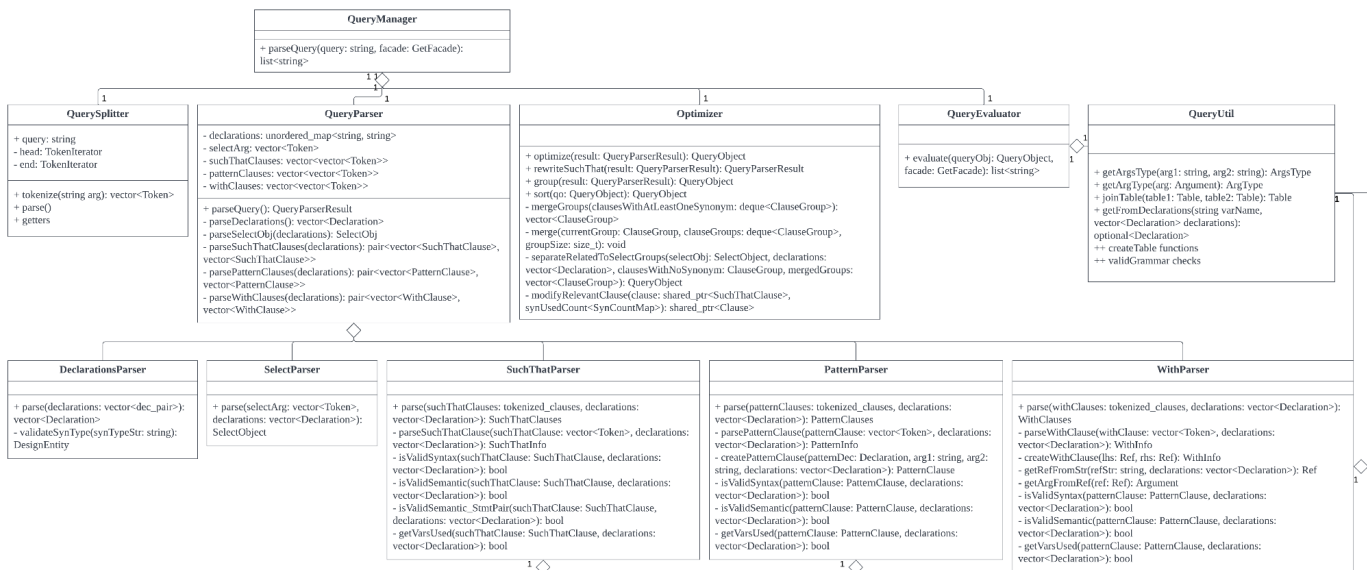 QueryManager
+ parseQuery(query: string, facade: GetFacade):
list<string>
1 1
1
1
1
1
1
QuerySplitter
+ query: string
- head: TokenIterator
- end: TokenIterator
+ tokenize(string arg): vector<Token>
+ parse()
+ getters
QueryParser
- declarations: unordered_map<string, string>
- selectArg: vector<Token>
- suchThatClauses: vector<vector<Token>>
- patternClauses: vector<vector<Token>>
- withClauses: vector<vector<Token>>
+ parseQuery(): QueryParserResult
- parseDeclarations(): vector<Declaration>
- parseSelectObj(declarations): SelectObj
- parseSuchThatClauses(declarations): pair<vector<SuchThatClause>,
vector<SuchThatClause>>
- parsePatternClauses(declarations): pair<vector<PatternClause>,
vector<PatternClause>>
- parseWithClauses(declarations): pair<vector<WithClause>,
vector<WithClause>>
Optimizer
+ optimize(result: QueryParserResult): QueryObject
+ rewriteSuchThat(result: QueryParserResult): QueryParserResult
+ group(result: QueryParserResult): QueryObject
+ sort(qo: QueryObject): QueryObject
- mergeGroups(clausesWithAtLeastOneSynonym: deque<ClauseGroup>):
vector<ClauseGroup>
- merge(currentGroup: ClauseGroup, clauseGroups: deque<ClauseGroup>,
groupSize: size_t): void
- separateRelatedToSelectGroups(selectObj: SelectObject, declarations:
vector<Declaration>, clausesWithNoSynonym: ClauseGroup, mergedGroups:
vector<ClauseGroup>): QueryObject
- modifyRelevantClause(clause: shared_ptr<SuchThatClause>,
synUsedCount<SynCountMap>): shared_ptr<Clause>
QueryEvaluator
+ evaluate(queryObj: QueryObject,
facade: GetFacade): list<string>
1
1
QueryUtil
+ getArgsType(arg1: string, arg2: string): ArgsType
+ getArgType(arg: Argument): ArgType
+ joinTable(table1: Table, table2: Table): Table
+ getFromDeclarations(string varName,
vector<Declaration> declarations):
optional<Declaration>
++ createTable functions
++ validGrammar checks
1
DeclarationsParser
+ parse(declarations: vector<dec_pair>):
vector<Declaration>
- validateSynType(synTypeStr: string):
DesignEntity
SelectParser
+ parse(selectArg: vector<Token>,
declarations: vector<Declaration>):
SelectObject
SuchThatParser
+ parse(suchThatClauses: tokenized_clauses, declarations:
vector<Declaration>): SuchThatClauses
- parseSuchThatClause(suchThatClause: vector<Token>, declarations:
vector<Declaration>): SuchThatInfo
- isValidSyntax(suchThatClause: SuchThatClause, declarations:
vector<Declaration>): bool
- isValidSemantic(suchThatClause: SuchThatClause, declarations:
vector<Declaration>): bool
- isValidSemantic_StmtPair(suchThatClause: SuchThatClause,
declarations: vector<Declaration>): bool
- getVarsUsed(suchThatClause: SuchThatClause, declarations:
vector<Declaration>): bool
1
PatternParser
+ parse(patternClauses: tokenized_clauses, declarations:
vector<Declaration>): PatternClauses
- parsePatternClause(patternClause: vector<Token>, declarations:
vector<Declaration>): PatternInfo
- createPatternClause(patternDec: Declaration, arg1: string, arg2:
string, declarations: vector<Declaration>): PatternClause
- isValidSyntax(patternClause: PatternClause, declarations:
vector<Declaration>): bool
- isValidSemantic(patternClause: PatternClause, declarations:
vector<Declaration>): bool
- getVarsUsed(patternClause: PatternClause, declarations:
vector<Declaration>): bool
1
WithParser
+ parse(withClauses: tokenized_clauses, declarations: vector<Declaration>):
WithClauses
- parseWithClause(withClause: vector<Token>, declarations:
vector<Declaration>): WithInfo
- createWithClause(lhs: Ref, rhs: Ref): WithInfo
- getRefFromStr(refStr: string, declarations: vector<Declaration>): Ref
- getArgFromRef(ref: Ref): Argument
- isValidSyntax(patternClause: PatternClause, declarations:
vector<Declaration>): bool
- isValidSemantic(patternClause: PatternClause, declarations:
vector<Declaration>): bool
- getVarsUsed(patternClause: PatternClause, declarations:
vector<Declaration>): bool
1